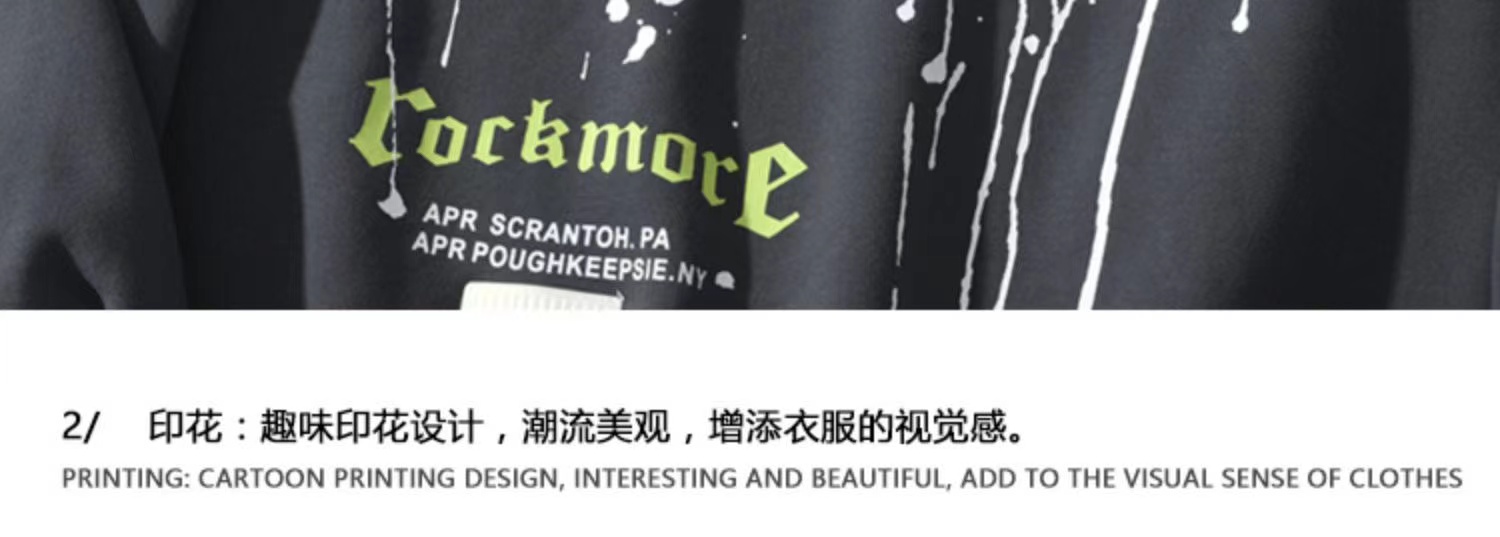 rockmore
APR SCRANTOH. PA
APR POUGHKEEPSIE.NY
2/ 印花：趣味印花设计，潮流美观，增添衣服的视觉感。
PRINTING: CARTOON PRINTING DESIGN, INTERESTING AND BEAUTIFUL, ADD TO THE VISUAL SENSE OF CLOTHES